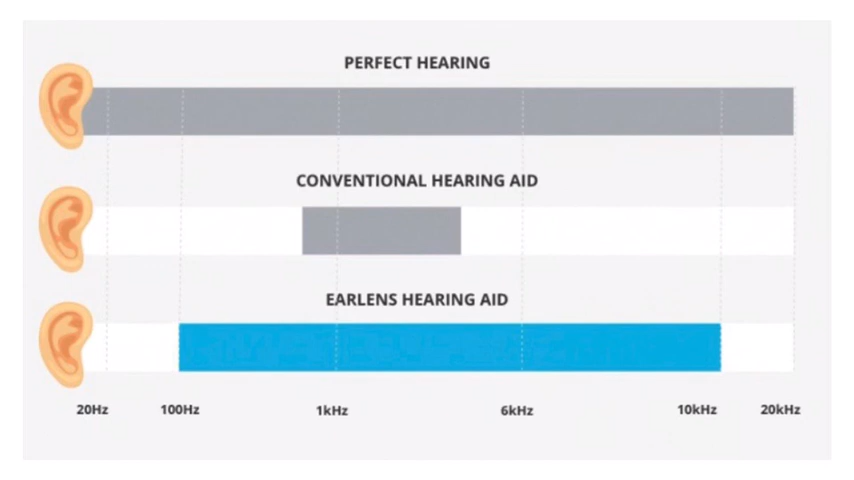 PERFECT HEARING
CONVENTIONAL HEARING AID
EARLENS HEARING AID
20Hz 100Hz 1kHz 6kHz 10kHz 20kHz